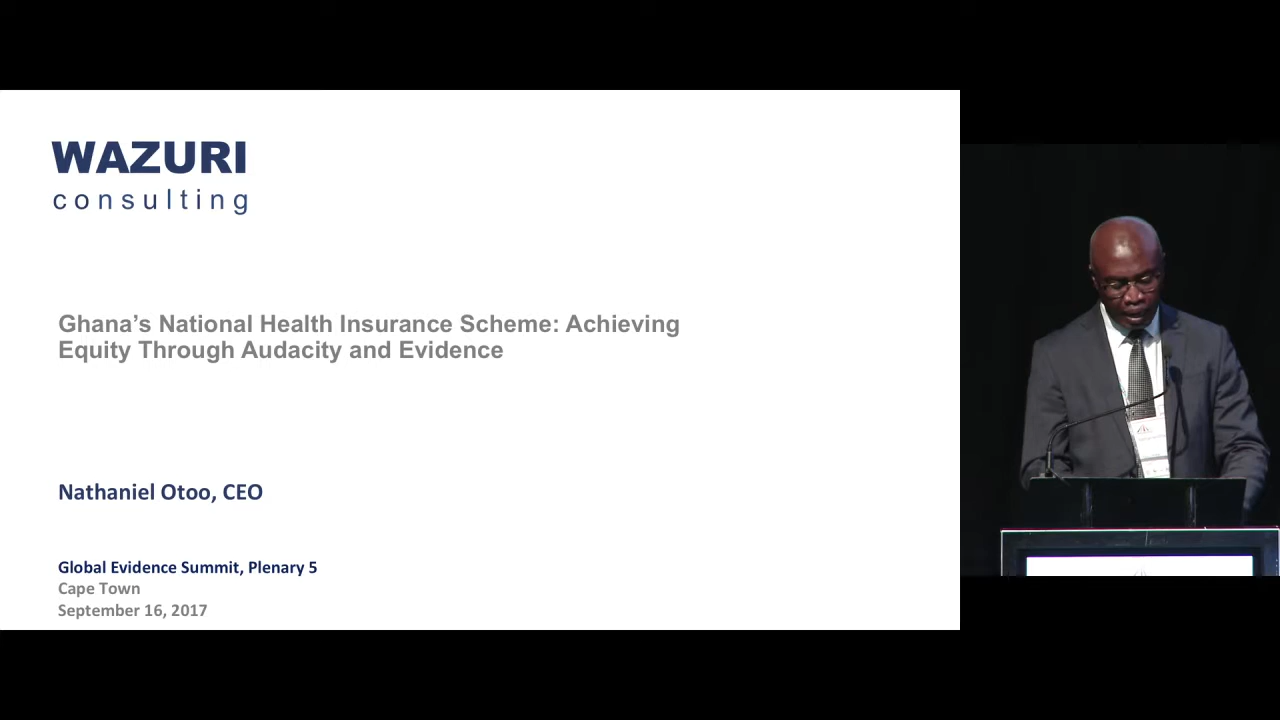 WAZURI
consulting
Ghana’s National Health Insurance Scheme: Achieving
Equity Through Audacity and Evidence
Nathaniel Otoo, CEO
Global Evidence Summit, Plenary 5
Cape Town
September 16, 2017